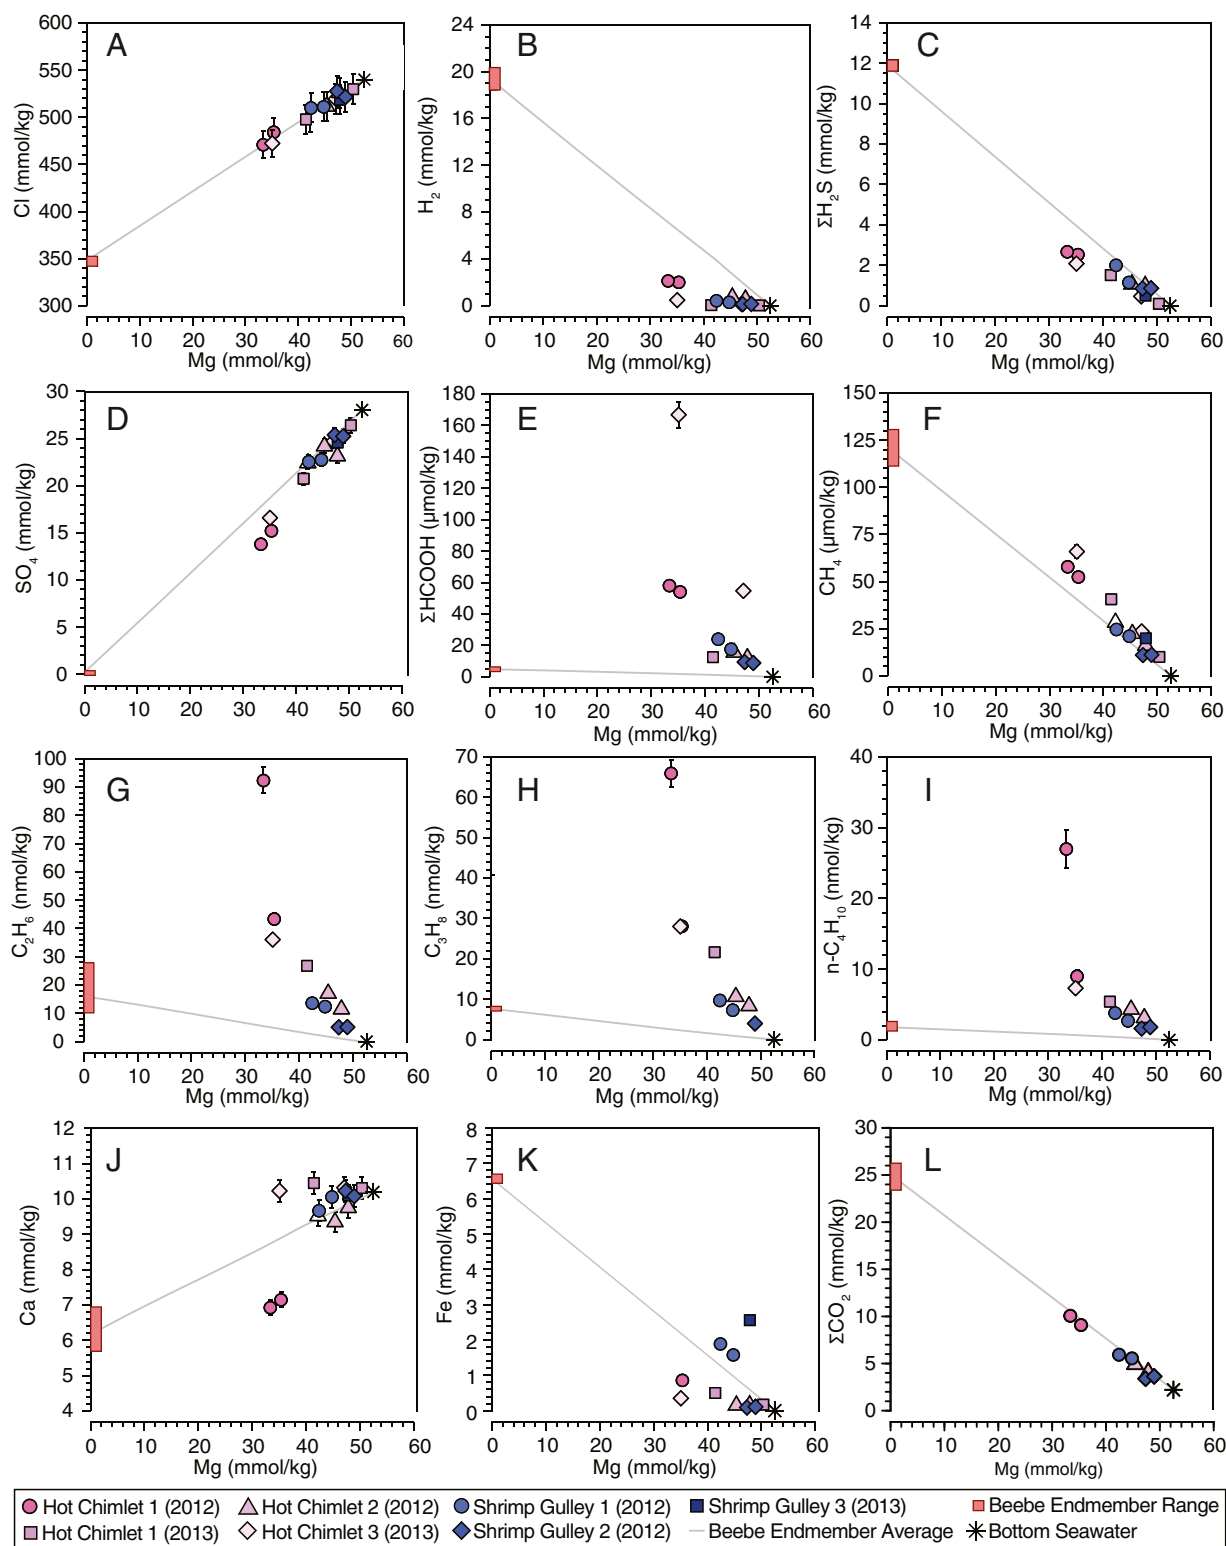 A
Cl (mmol/kg)
600
550
500
450
400
350
300
0 10 20 30 40 50 60
Mg (mmol/kg)
B
H₂ (mmol/kg)
24
20
16
12
8
4
0
0 10 20 30 40 50 60
Mg (mmol/kg)
C
ΣH₂S (mmol/kg)
14
12
10
8
6
4
2
0
0 10 20 30 40 50 60
Mg (mmol/kg)
D
SO₄ (mmol/kg)
30
25
20
15
10
5
0
0 10 20 30 40 50 60
E
ΣHCOOH (μmol/kg)
180
160
140
120
100
80
60
40
20
0
0 10 20 30 40 50 60
Mg (mmol/kg)
F
CH₄ (μmol/kg)
150
125
100
75
50
25
0
0 10 20 30 40 50 60
Mg (mmol/kg)
G
C₂H₆ (nmol/kg)
100
90
80
70
60
50
40
30
20
10
0
0 10 20 30 40 50 60
Mg (mmol/kg)
H
C₃H₈ (nmol/kg)
70
60
50
40
30
20
10
0
0 10 20 30 40 50 60
Mg (mmol/kg)
I
n-C₄H₁₀ (nmol/kg)
40
30
20
10
0
0 10 20 30 40 50 60
Mg (mmol/kg)
J
Ca (mmol/kg)
12
11
10
9
8
7
6
5
4
0 10 20 30 40 50 60
Mg (mmol/kg)
K
Fe (mmol/kg)
8
7
6
5
4
3
2
1
0
0 10 20 30 40 50 60
Mg (mmol/kg)
L
ΣCO₂ (mmol/kg)
30
25
20
15
10
5
0
0 10 20 30 40 50 60
Mg (mmol/kg)
Hot Chimlet 1 (2012) Hot Chimlet 2 (2012) Shrimp Gulley 1 (2012) Shrimp Gulley 3 (2013) Beebe Endmember Range
Hot Chimlet 1 (2013) Hot Chimlet 3 (2013) Shrimp Gulley 2 (2012) Beebe Endmember Average Bottom Seawater